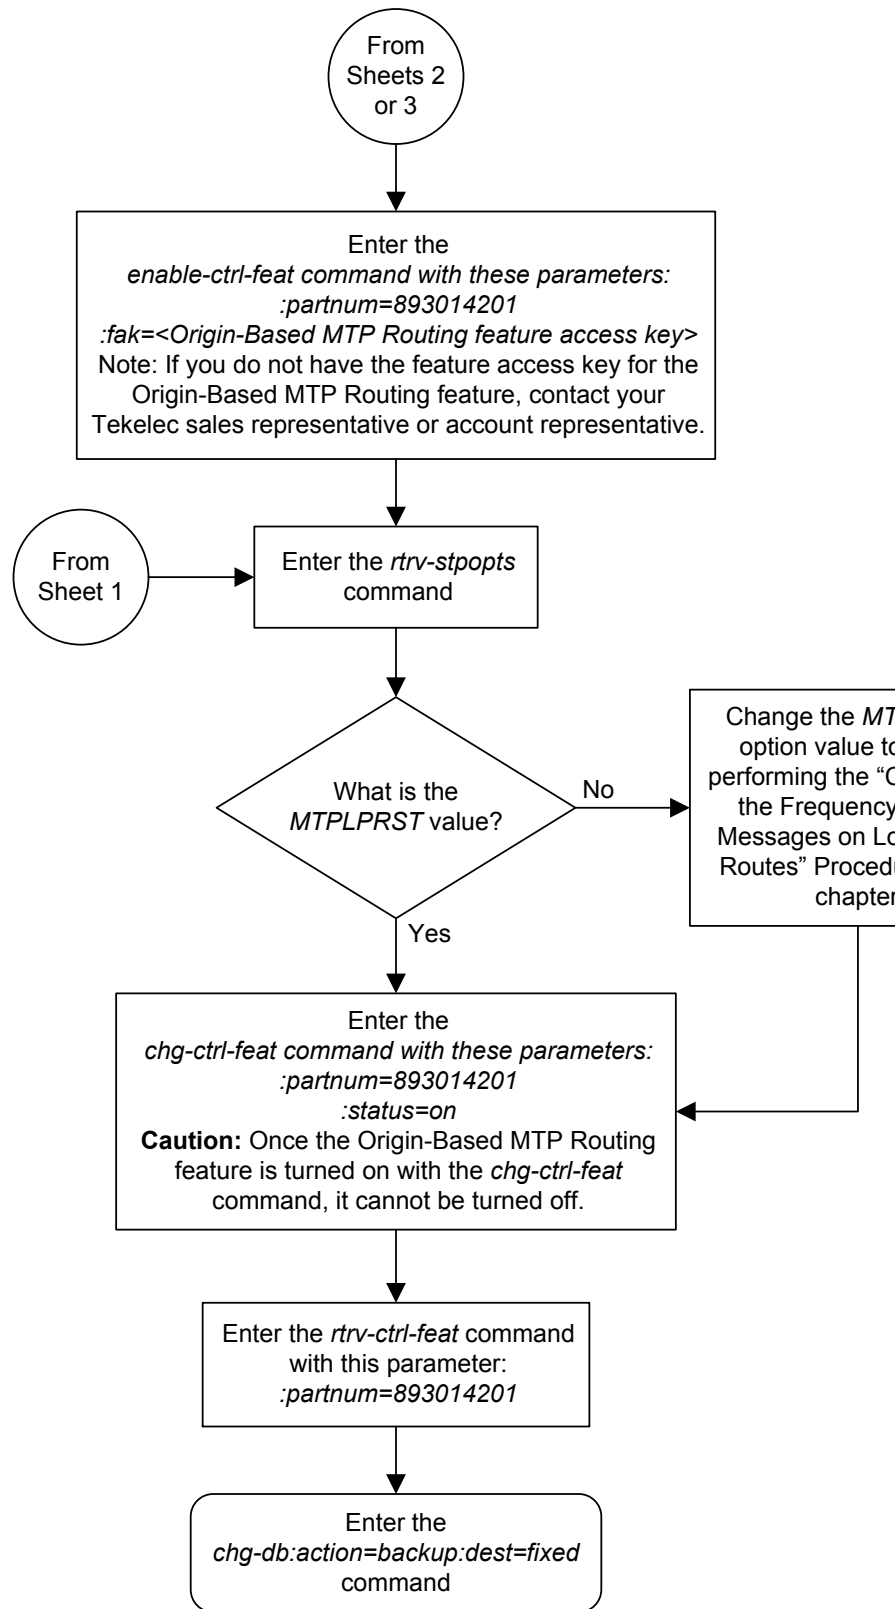 From
Sheets 2
or 3
Enter the
enable-ctrl-feat command with these parameters:
:partnum=893014201
:fak=<Origin-Based MTP Routing feature access key>
Note: If you do not have the feature access key for the
Origin-Based MTP Routing feature, contact your
Tekelec sales representative or account representative.
From
Sheet 1
Enter the rtrv-stpopts
command
What is the
MTPLPRST value?
No
Change the
option value
performing the
the Frequency
Messages on
Routes”
chapter
Yes
Enter the
chg-ctrl-feat command with these parameters:
:partnum=893014201
:status=on
Caution: Once the Origin-Based MTP Routing
feature is turned on with the chg-ctrl-feat
command, it cannot be turned off.
Enter the rtrv-ctrl-feat command
with this parameter:
:partnum=893014201
Enter the
chg-db:action=backup:dest=fixed
command